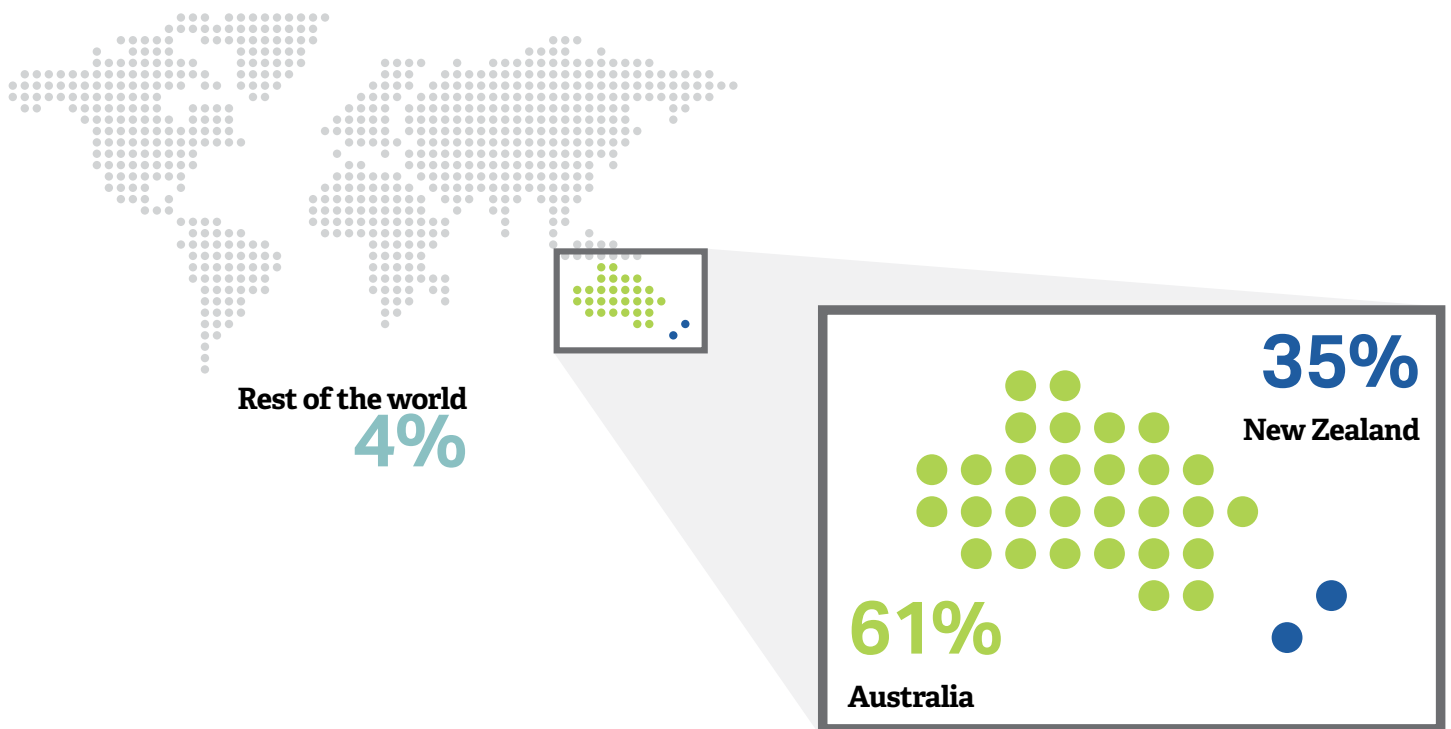 Rest of the world
4%
35%
New Zealand
61%
Australia